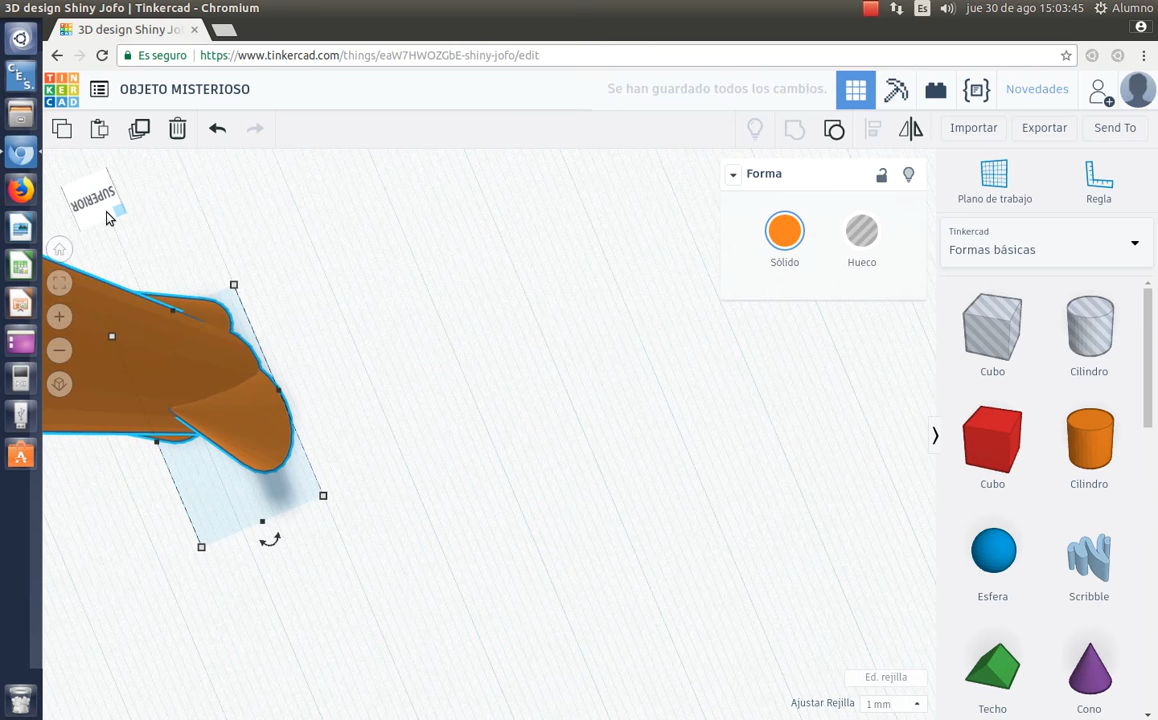 3D design Shiny Jofo | Tinkercad - Chromium
Es
jue 30 de ago 15:03:45
Alumno
3D design Shiny Jo
Es seguro
https://www.tinkercad.com/things/eaW7HWOZGbE-shiny-jofo/edit
TIN
KER
CAD
OBJETO MISTERIOSO
Se han guardado todos los cambios.
Novedades
Importar
Exportar
Send To
SUPERIOR
Forma
Sólido
Hueco
Plano de trabajo
Regla
Tinkercad
Formas básicas
Cubo
Cilindro
Cubo
Cilindro
Esfera
Scribble
Techo
Cono
Ed. rejilla
Ajustar Rejilla
1 mm